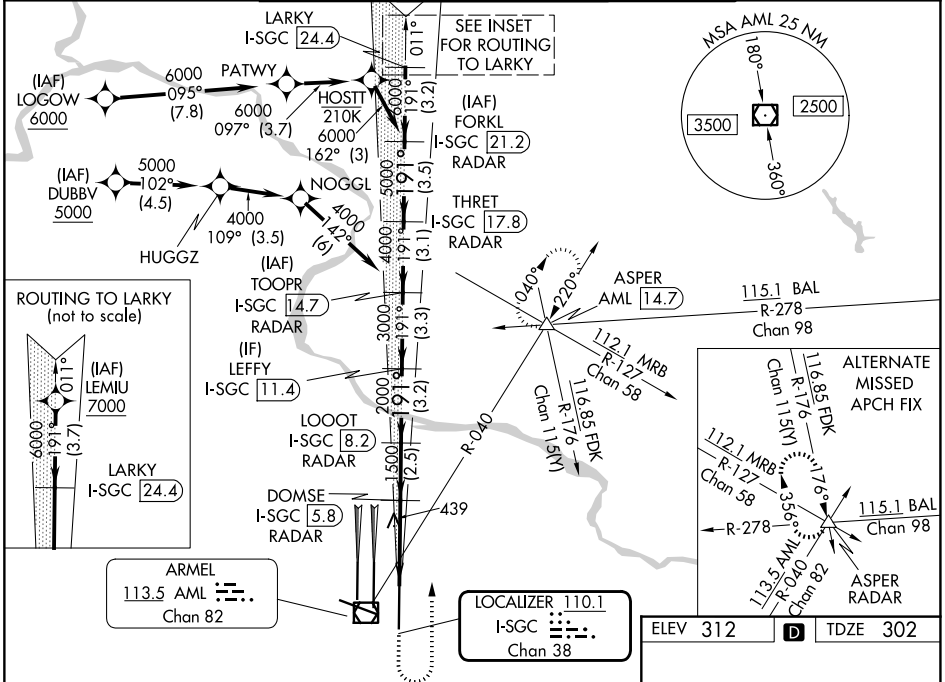 LARKY
I-SGC 24.4
011°
SEE INSET
FOR ROUTING
TO LARKY
MSA AML 25 NM
180°
3500
2500
360°
(IAF)
LOGOW
6000
6000
095°
(7.8)
PATWY
6000
097° (3.7)
HOSTT
210K
6000
162° (3)
6000
191°
(3.2)
(IAF)
FORKL
I-SGC 21.2
RADAR
5000
191°
(3.5)
(IAF)
DUBBV
5000
5000
102°
(4.5)
HUGGZ
4000
109° (3.5)
NOGGL
4000
142°
(6)
THRET
I-SGC 17.8
RADAR
4000
191°
(3.1)
(IAF)
TOOPR
I-SGC 14.7
RADAR
3000
191°
(3.3)
(IF)
LEFFY
I-SGC 11.4
2000
191°
(3.2)
LOOOT
I-SGC 8.2
RADAR
1500
(2.5)
DOMSE
I-SGC 5.8
RADAR
439
040°
220°
ASPER
AML 14.7
115.1 BAL
R-278
Chan 98
112.1 MRB
R-127
Chan 58
116.85 FDK
R-176
Chan 115(Y)
R-040
ROUTING TO LARKY
(not to scale)
011°
(IAF)
LEMIU
7000
6000
191°
(3.7)
LARKY
I-SGC 24.4
ARMEL
113.5 AML
Chan 82
LOCALIZER 110.1
I-SGC
Chan 38
ALTERNATE
MISSED
APCH FIX
116.85 FDK
R-176
Chan 115(Y)
112.1 MRB
R-127
Chan 58
176°
356°
115.1 BAL
Chan 98
R-278
113.5 AML
R-040
Chan 82
ASPER
RADAR
ELEV 312
D
TDZE 302